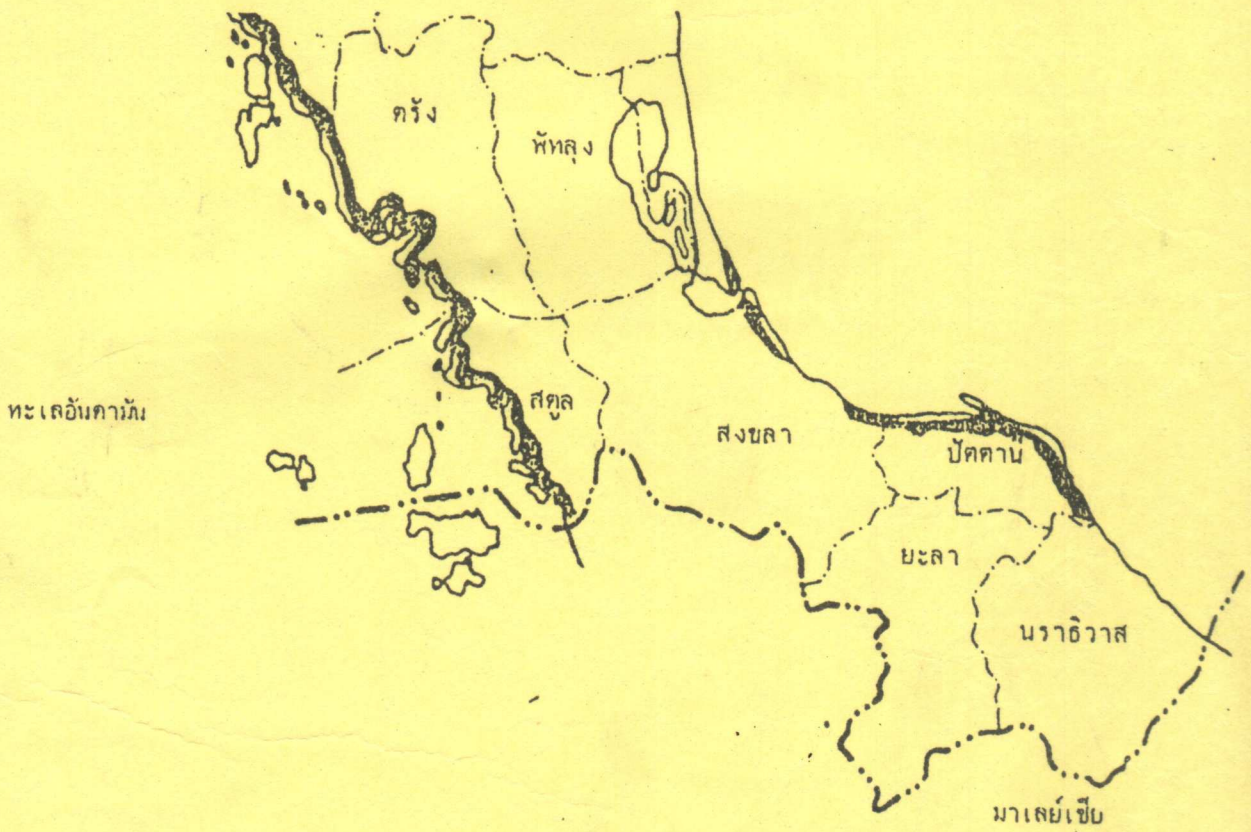 ตรัง
พัทลุง
สตูล
ทะเลอันดามัน
สงขลา
ปัตตานี
ยะลา
นราธิวาส
มาเลย์เซีย